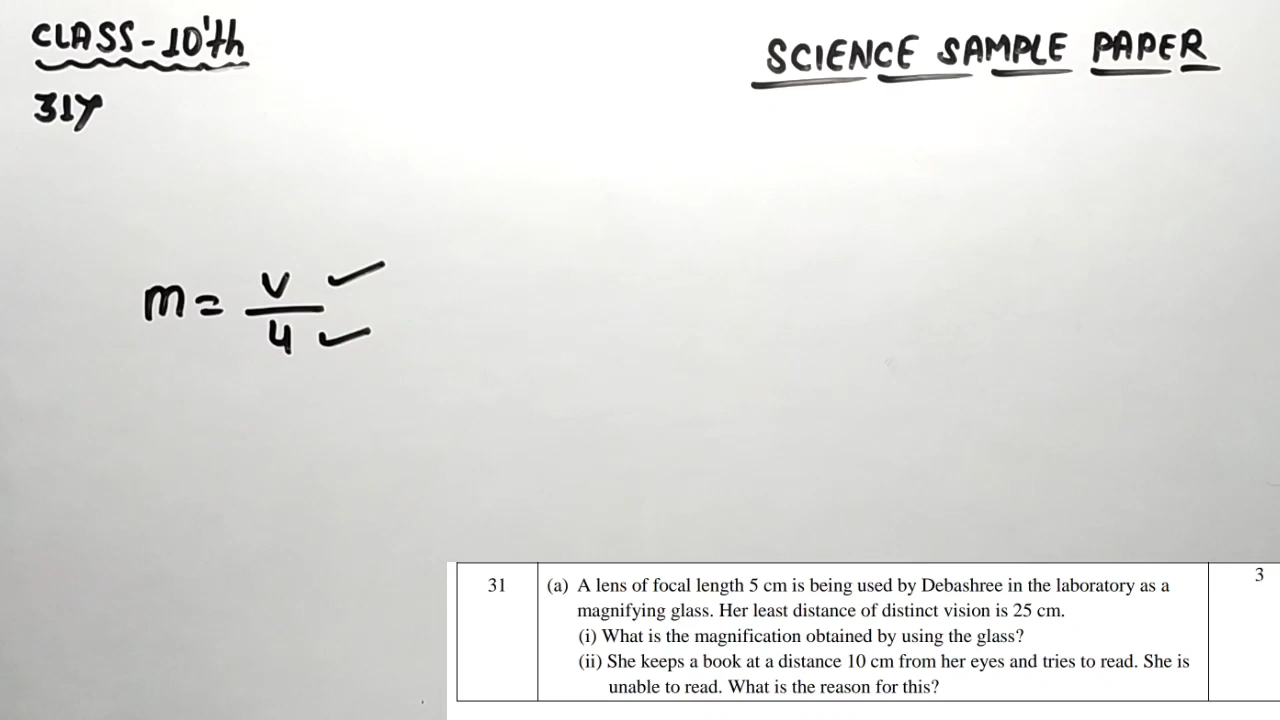 CLASS-10'th
SCIENCE SAMPLE PAPER
31y
m = v
4
31
(a) A lens of focal length 5 cm is being used by Debashree in the laboratory as a
magnifying glass. Her least distance of distinct vision is 25 cm.
(i) What is the magnification obtained by using the glass?
(ii) She keeps a book at a distance 10 cm from her eyes and tries to read. She is
unable to read. What is the reason for this?
3